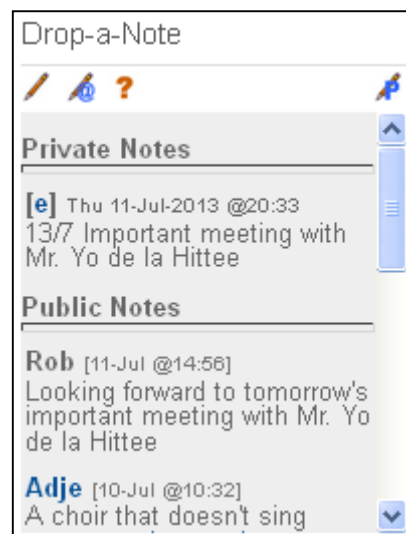 Drop-a-Note
@ ? P
Private Notes
[e] Thu 11-Jul-2013 @20:33
13/7 Important meeting with
Mr. Yo de la Hittee
Public Notes
Rob [11-Jul @14:56]
Looking forward to tomorrow's
important meeting with Mr. Yo
de la Hittee
Adje [10-Jul @10:32]
A choir that doesn't sing